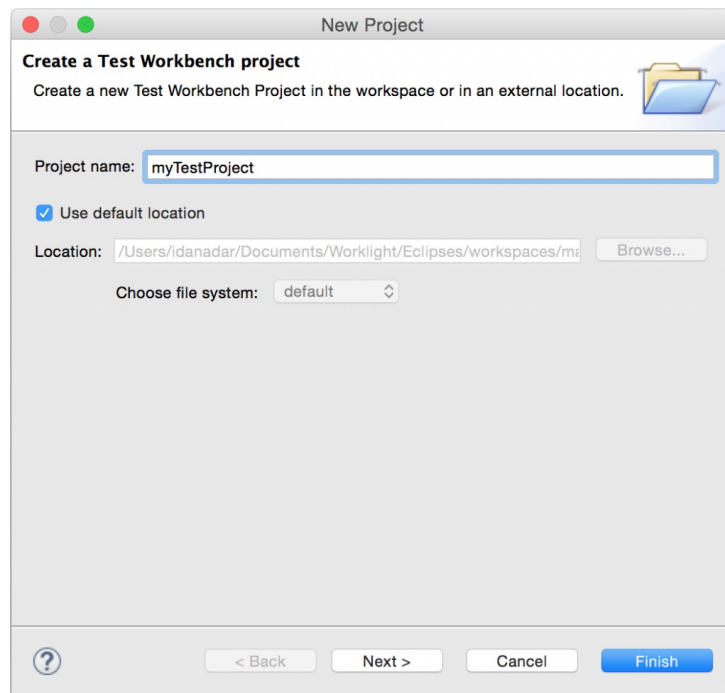 New Project
Create a Test Workbench project
Create a new Test Workbench Project in the workspace or in an external location.
Project name: myTestProject
Use default location
Location: /Users/idanadar/Documents/Worklight/Eclipses/workspaces/ma Browse...
Choose file system: default
? < Back Next > Cancel Finish